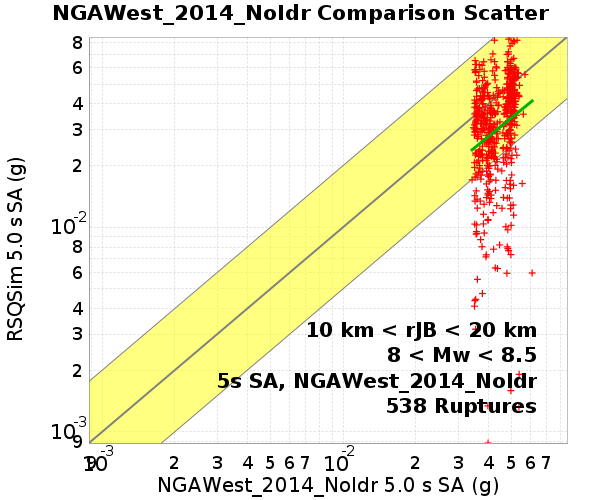 NGAWest_2014_NoIdr Comparison Scatter
8
6
4
3
2
10-2
8
6
4
3
2
10-3
9
RSQSim 5.0 s SA (g)
10 km < rJB < 20 km
8 < Mw < 8.5
5s SA, NGAWest_2014_NoIdr
538 Ruptures
9 10-3 2 3 4 5 6 7 10-2 2 3 4 5 6 7
NGAWest_2014_NoIdr 5.0 s SA (g)